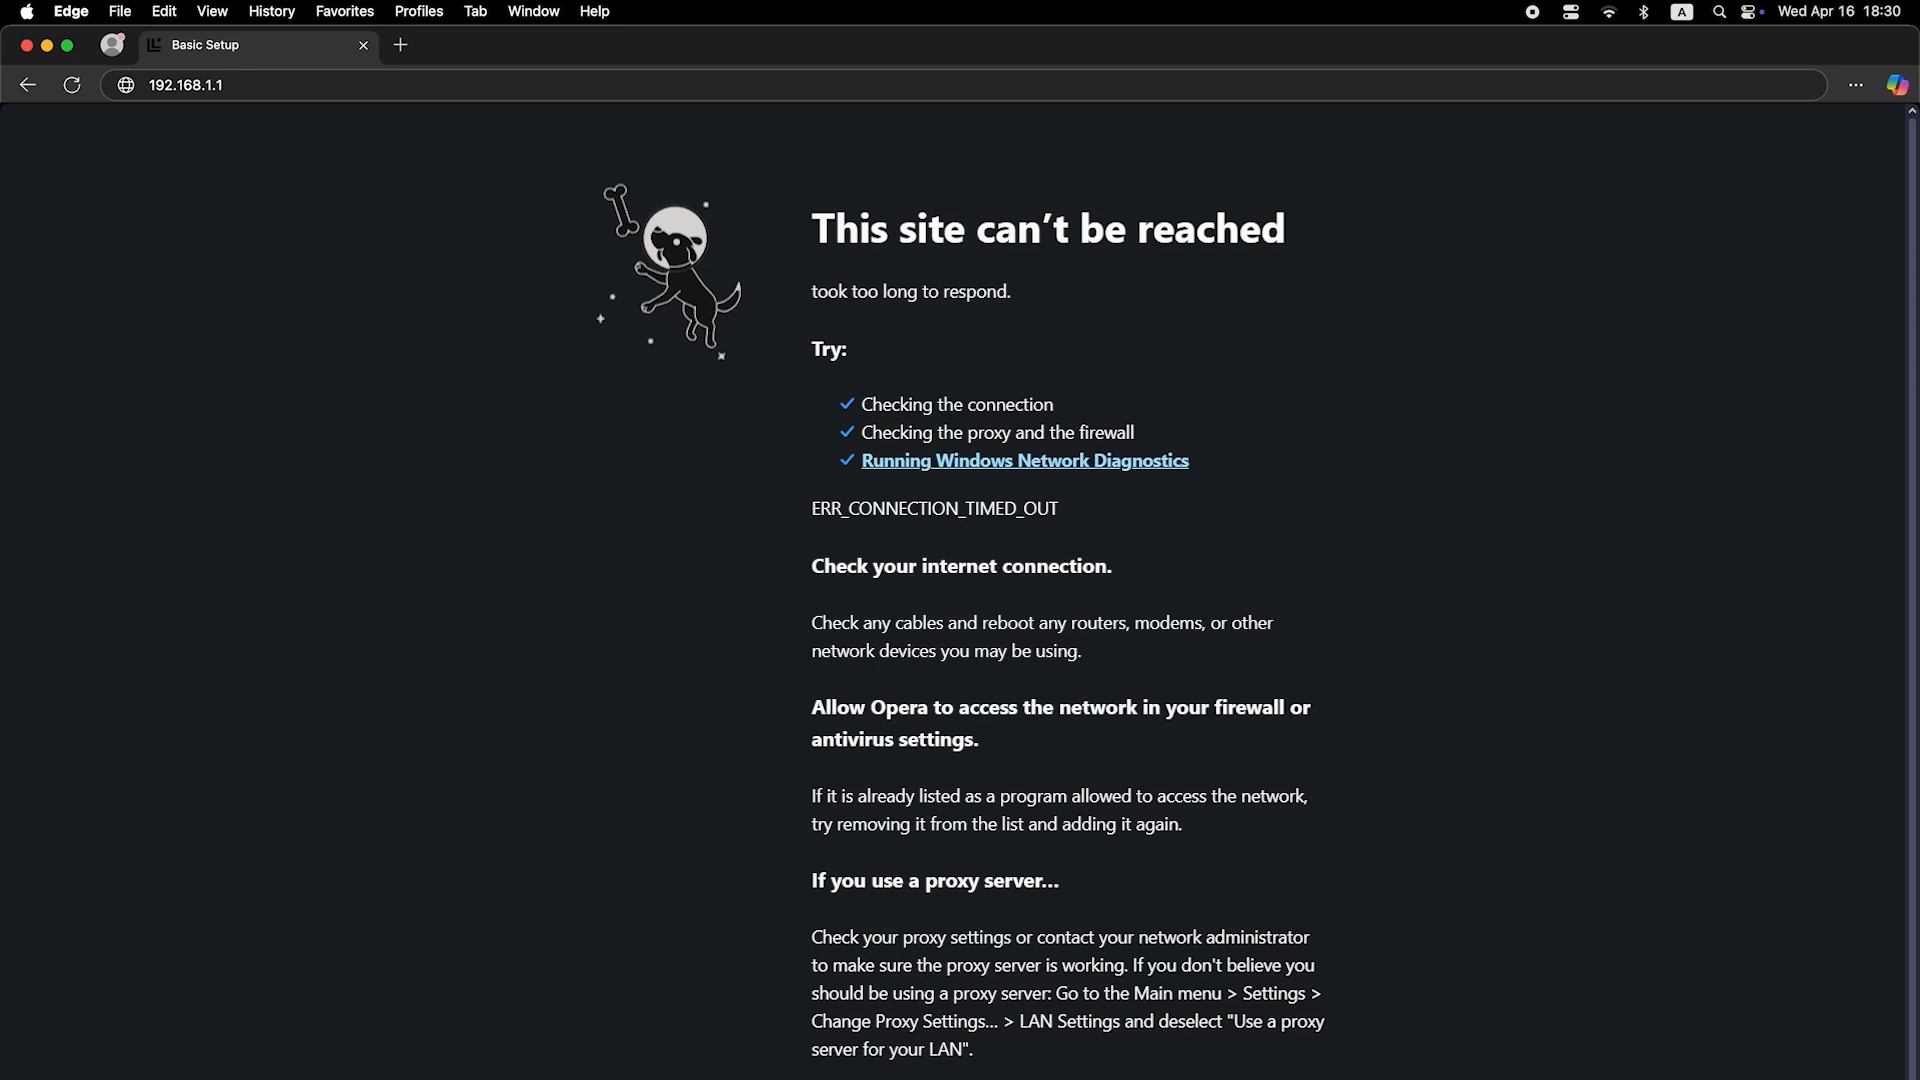 Edge File Edit View History Favorites Profiles Tab Window Help A Wed Apr 16 18:30
Basic Setup
192.168.1.1
This site can’t be reached
took too long to respond.
Try:
Checking the connection
Checking the proxy and the firewall
Running Windows Network Diagnostics
ERR_CONNECTION_TIMED_OUT
Check your internet connection.
Check any cables and reboot any routers, modems, or other
network devices you may be using.
Allow Opera to access the network in your firewall or
antivirus settings.
If it is already listed as a program allowed to access the network,
try removing it from the list and adding it again.
If you use a proxy server...
Check your proxy settings or contact your network administrator
to make sure the proxy server is working. If you don't believe you
should be using a proxy server: Go to the Main menu > Settings >
Change Proxy Settings... > LAN Settings and deselect "Use a proxy
server for your LAN".